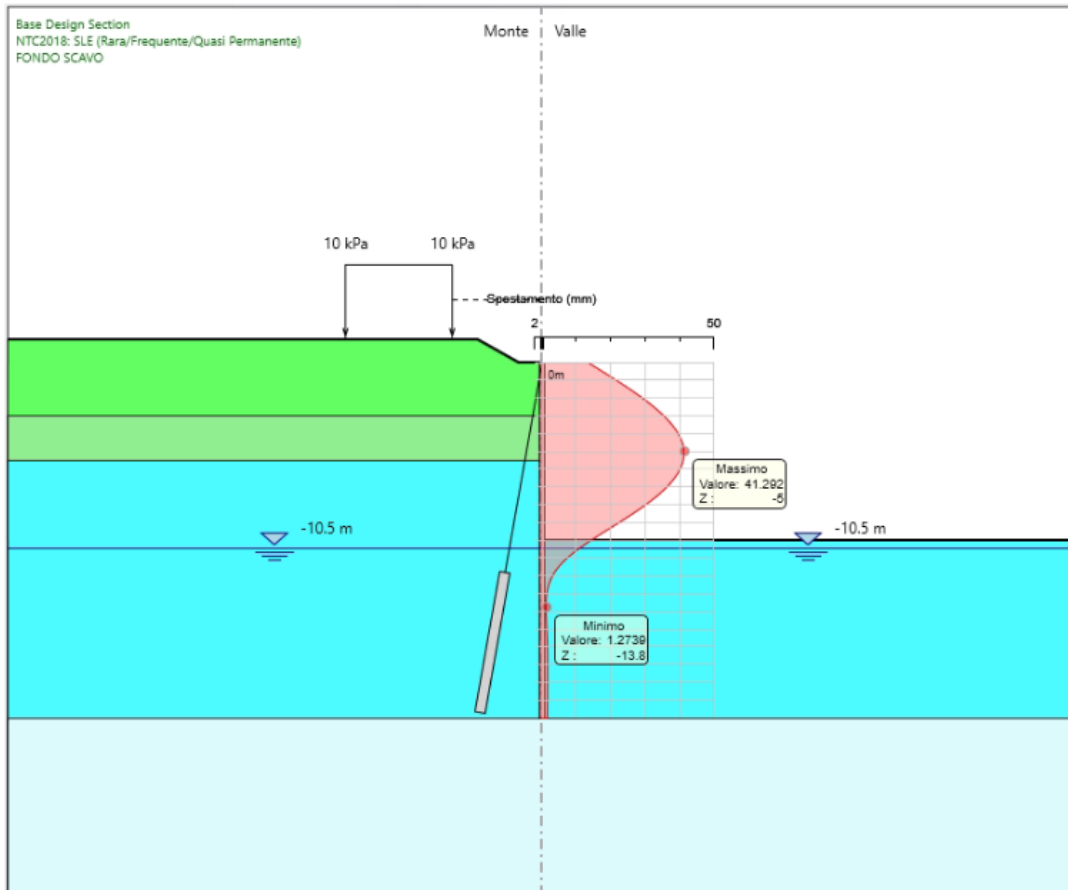 Base Design Section
NTC2018: SLE (Rara/Frequente/Quasi Permanente)
FONDO SCAVO
Monte
Valle
10 kPa
10 kPa
Spostamento (mm)
2
50
0m
Massimo
Valore: 41.292
Z : -5
-10.5 m
-10.5 m
Minimo
Valore: 1.2739
Z : -13.8